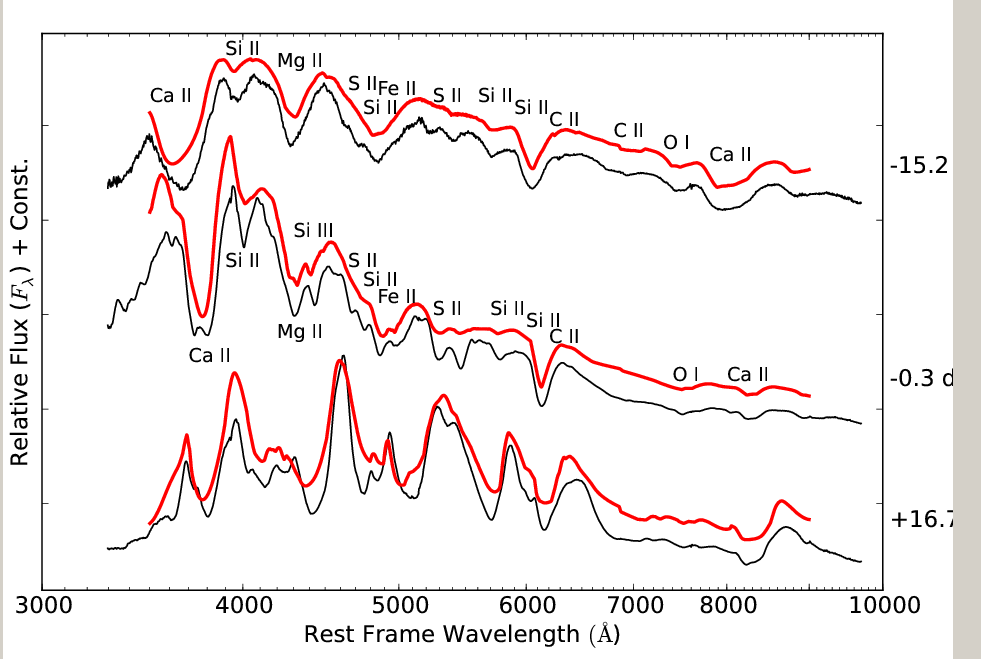 Si II
Mg II
Ca II
S II
Fe II
Si II
S II
Si II
Si II
C II
C II
O I
Ca II
-15.2
Si III
Si II
S II
Si II
Fe II
S II
Si II
Si II
C II
Mg II
Ca II
O I
Ca II
-0.3 d
+16.7
Relative Flux (Fλ) + Const.
3000 4000 5000 6000 7000 8000 10000
Rest Frame Wavelength (Å)